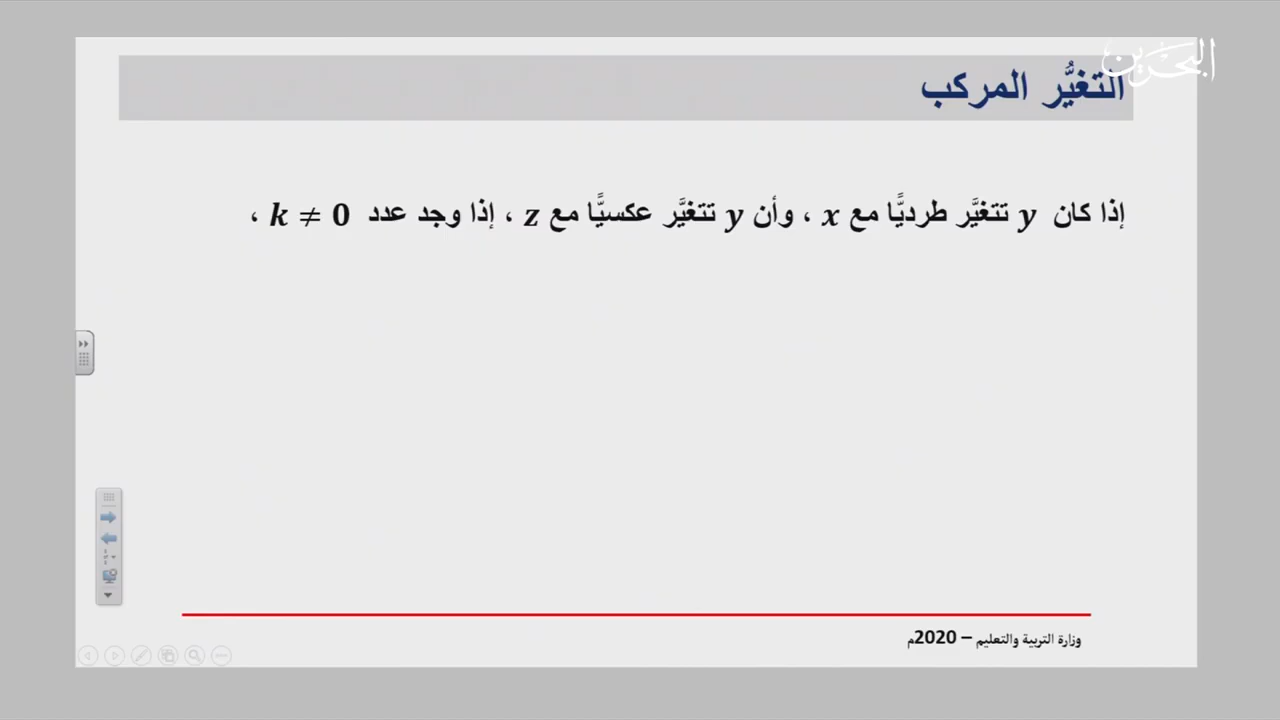 البحرين
التغيُّر المركب
إذا كان y تتغيَّر طرديًّا مع x ، وأن y تتغيَّر عكسيًّا مع z ، إذا وجد عدد k ≠ 0 ،
وزارة التربية والتعليم – 2020م